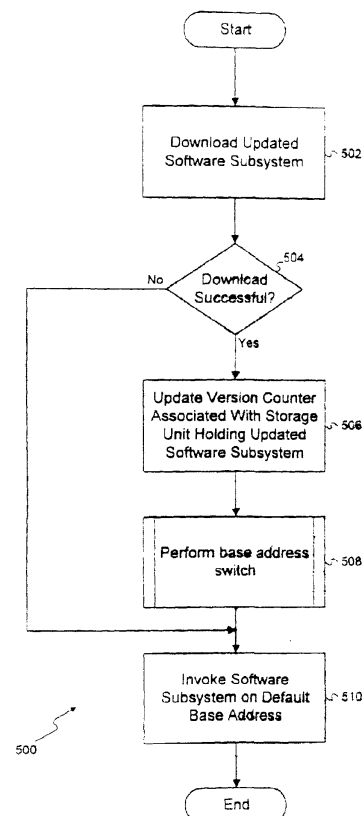 Start
Download Updated
Software Subsystem
502
504
No
Download
Successful?
Yes
Update Version Counter
Associated With Storage
Unit Holding Updated
Software Subsystem
506
Perform base address
switch
508
Invoke Software
Subsystem on Default
Base Address
510
500
End